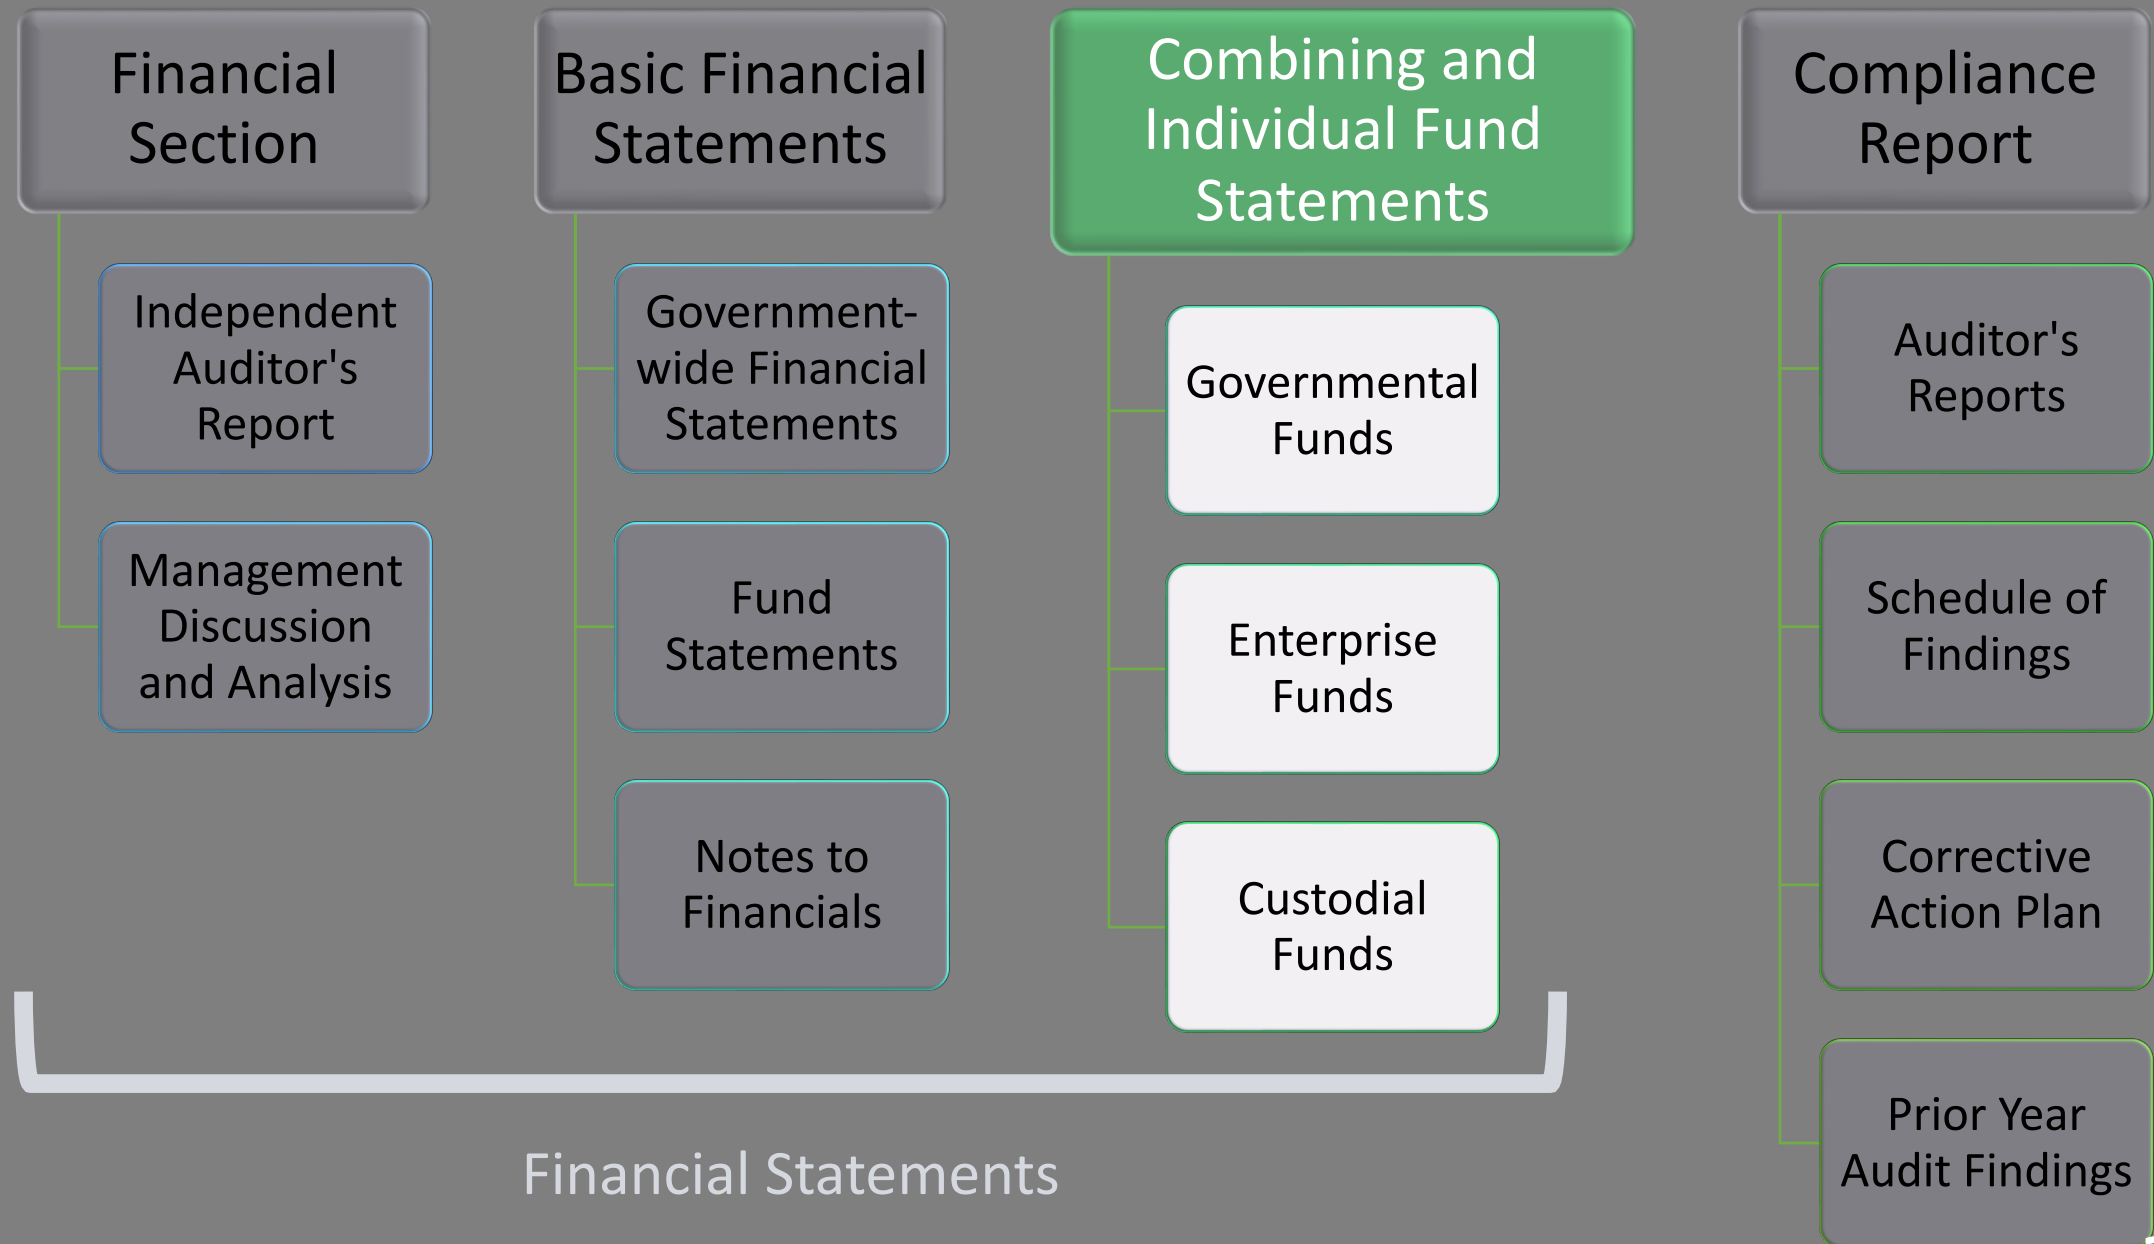 Financial
Section
Independent
Auditor's
Report
Management
Discussion
and Analysis
Basic Financial
Statements
Government-
wide Financial
Statements
Fund
Statements
Notes to
Financials
Combining and
Individual Fund
Statements
Governmental
Funds
Enterprise
Funds
Custodial
Funds
Compliance
Report
Auditor's
Reports
Schedule of
Findings
Corrective
Action Plan
Prior Year
Audit Findings
Financial Statements